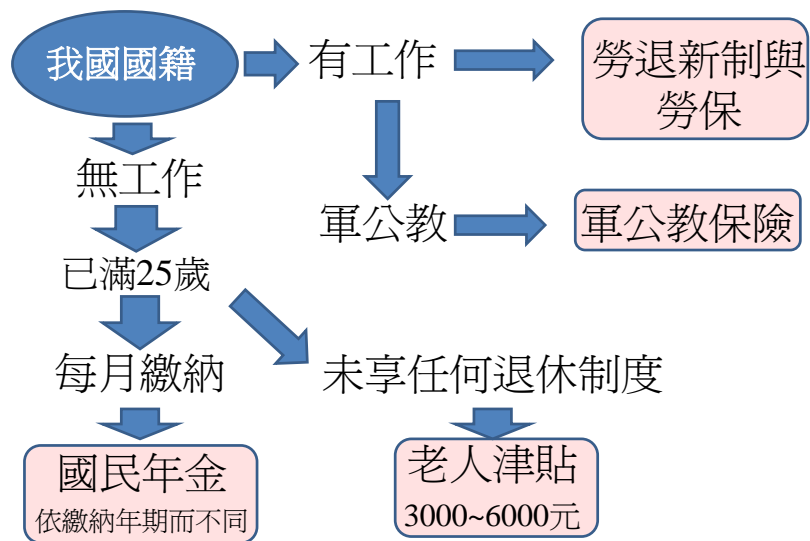 我國國籍
有工作
勞退新制與
勞保
無工作
軍公教
軍公教保險
已滿25歲
每月繳納
未享任何退休制度
國民年金
依繳納年期而不同
老人津貼
3000~6000元